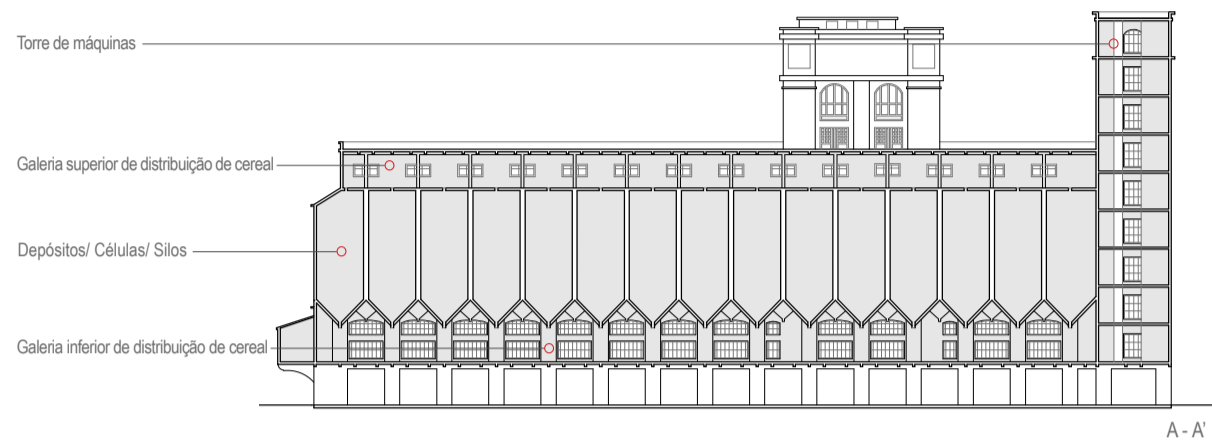 Torre de máquinas
Galeria superior de distribuição de cereal
Depósitos/ Células/ Silos
Galeria inferior de distribuição de cereal
A - A'